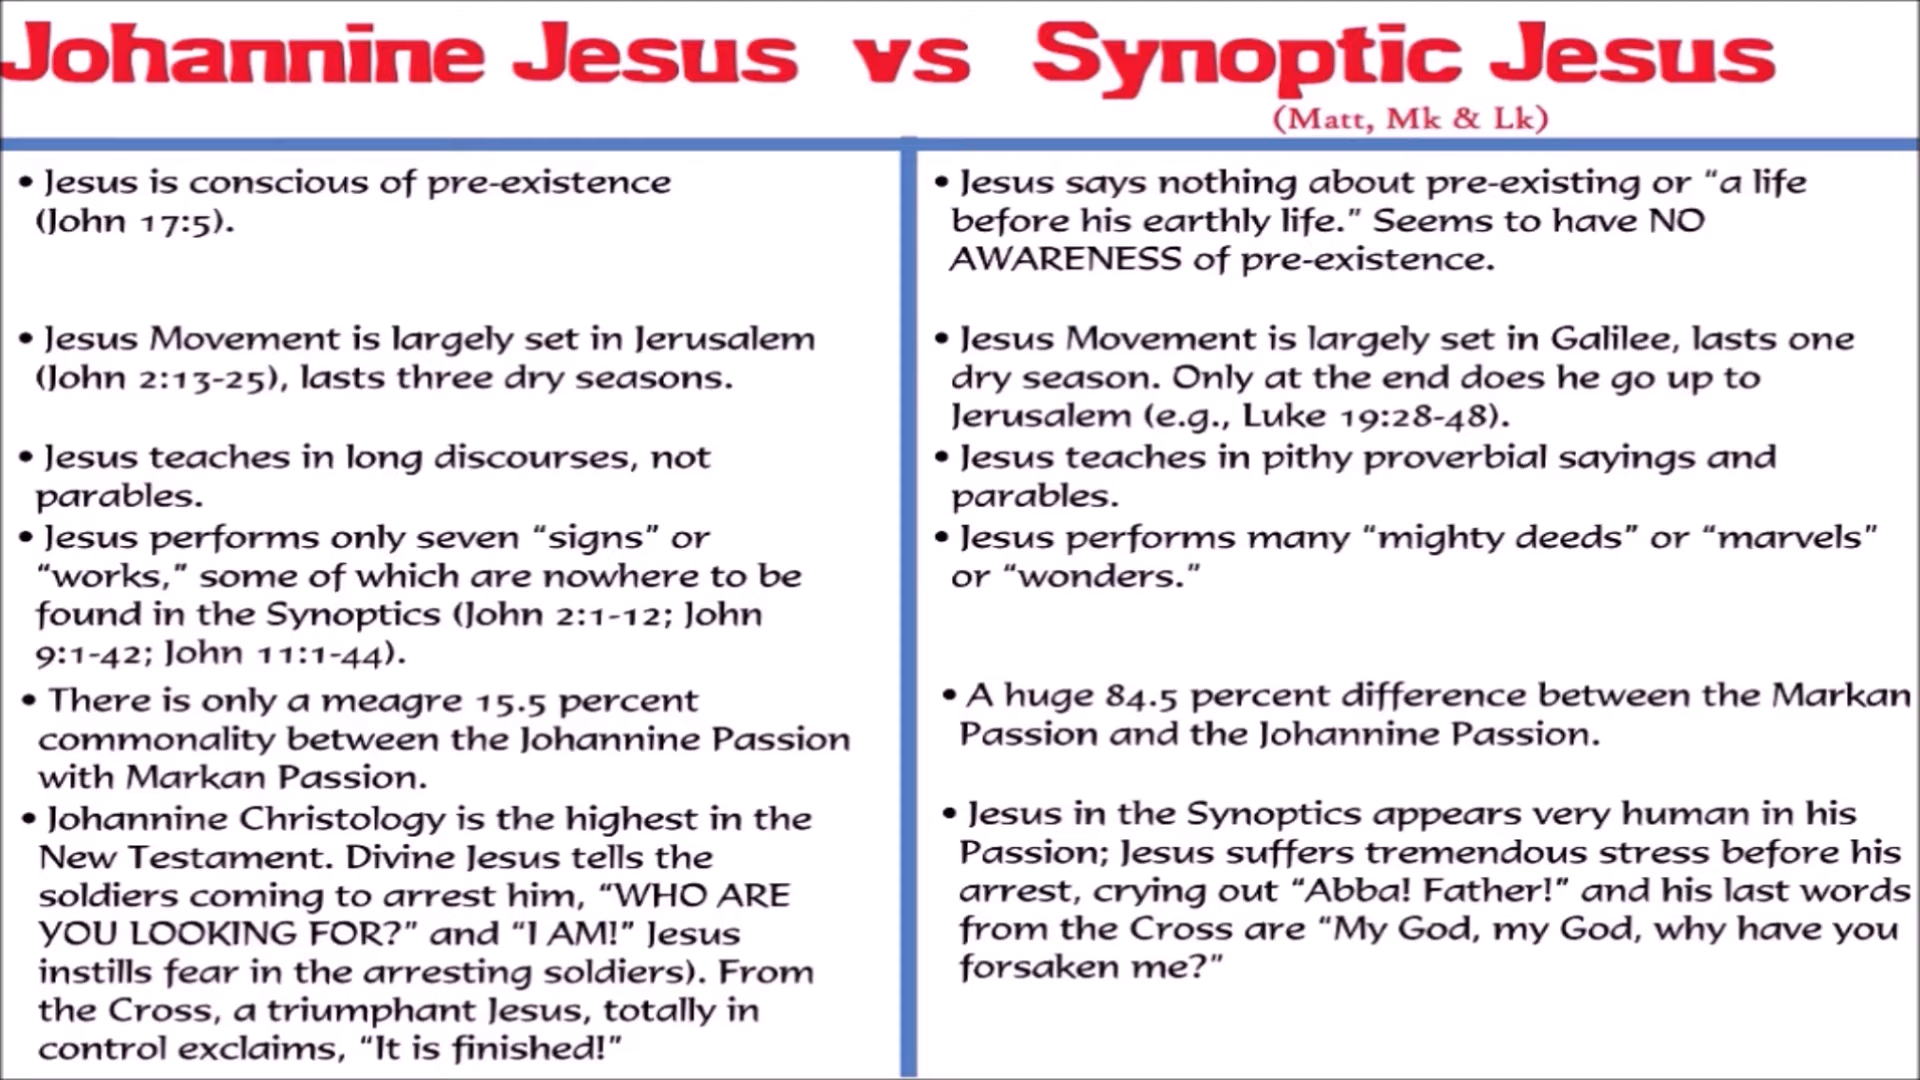 Johannine Jesus vs Synoptic Jesus
(Matt, Mk & Lk)
• Jesus is conscious of pre-existence
(John 17:5).
• Jesus Movement is largely set in Jerusalem
(John 2:13-25), lasts three dry seasons.
• Jesus teaches in long discourses, not
parables.
• Jesus performs only seven “signs” or
“works,” some of which are nowhere to be
found in the Synoptics (John 2:1-12; John
9:1-42; John 11:1-44).
• There is only a meagre 15.5 percent
commonality between the Johannine Passion
with Markan Passion.
• Johannine Christology is the highest in the
New Testament. Divine Jesus tells the
soldiers coming to arrest him, “WHO ARE
YOU LOOKING FOR?” and “I AM!” Jesus
instills fear in the arresting soldiers). From
the Cross, a triumphant Jesus, totally in
control exclaims, “It is finished!”
• Jesus says nothing about pre-existing or “a life
before his earthly life.” Seems to have NO
AWARENESS of pre-existence.
• Jesus Movement is largely set in Galilee, lasts one
dry season. Only at the end does he go up to
Jerusalem (e.g., Luke 19:28-48).
• Jesus teaches in pithy proverbial sayings and
parables.
• Jesus performs many “mighty deeds” or “marvels”
or “wonders.”
• A huge 84.5 percent difference between the Markan
Passion and the Johannine Passion.
• Jesus in the Synoptics appears very human in his
Passion; Jesus suffers tremendous stress before his
arrest, crying out “Abba! Father!” and his last words
from the Cross are “My God, my God, why have you
forsaken me?”